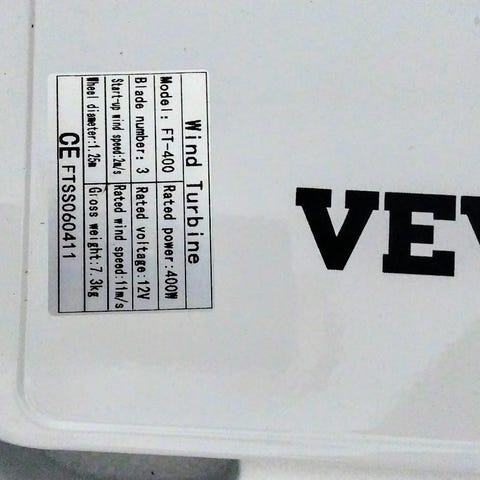 Wind Turbine
Model: FT-400 Rated power:400W
Blade number: 3 Rated voltage:12V
Start-up wind speed:2m/s Rated wind speed:11m/s
Wheel diameter:1.25m Gross weight:7.3kg
CE FTSS060411
VEV